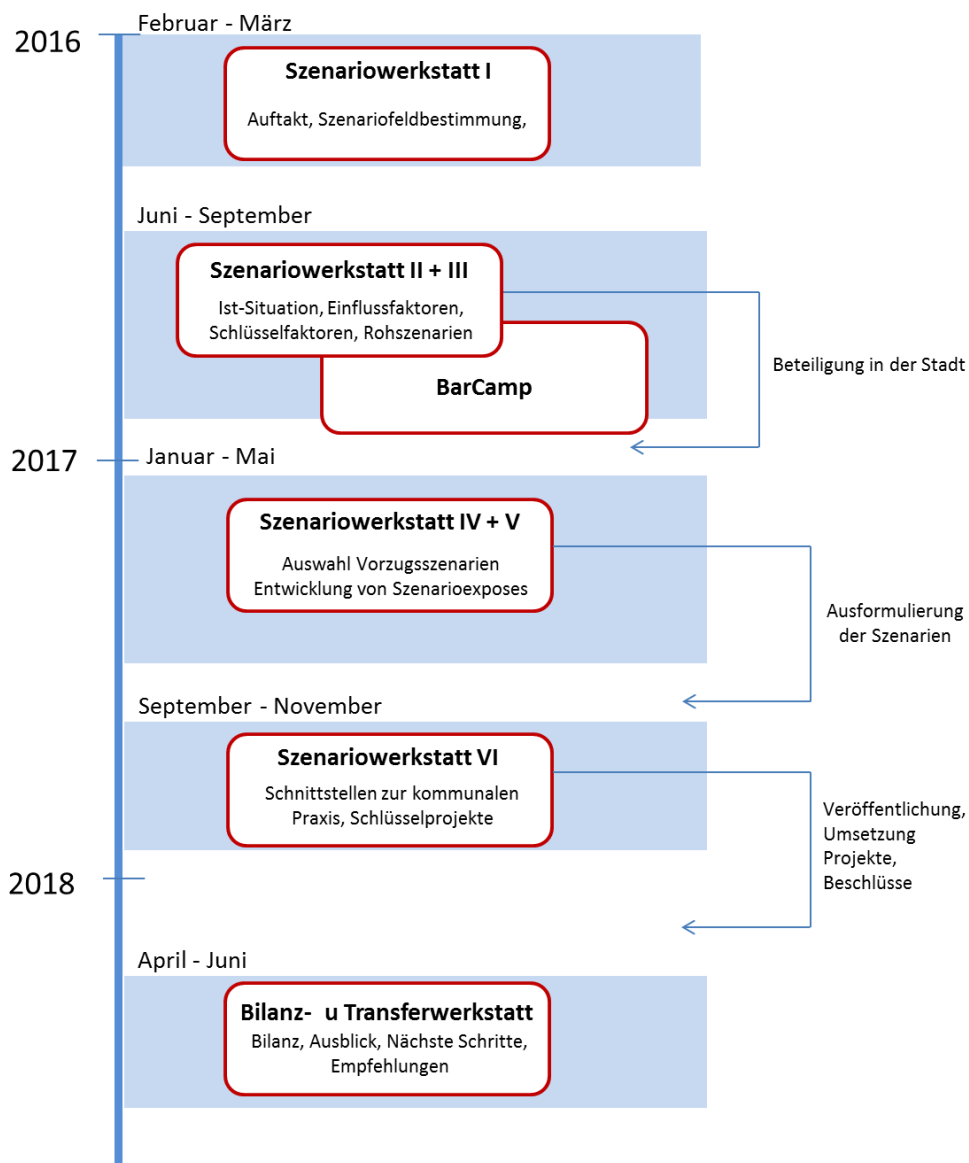 Februar - März
2016
Szenariowerkstatt I
Auftakt, Szenariofeldbestimmung,
Juni - September
Szenariowerkstatt II + III
Ist-Situation, Einflussfaktoren,
Schlüsselfaktoren, Rohszenarien
BarCamp
Beteiligung in der Stadt
2017
Januar - Mai
Szenariowerkstatt IV + V
Auswahl Vorzugsszenarien
Entwicklung von Szenarioexposes
Ausformulierung
der Szenarien
September - November
Szenariowerkstatt VI
Schnittstellen zur kommunalen
Praxis, Schlüsselprojekte
Veröffentlichung,
Umsetzung
Projekte,
Beschlüsse
2018
April - Juni
Bilanz- u Transferwerkstatt
Bilanz, Ausblick, Nächste Schritte,
Empfehlungen